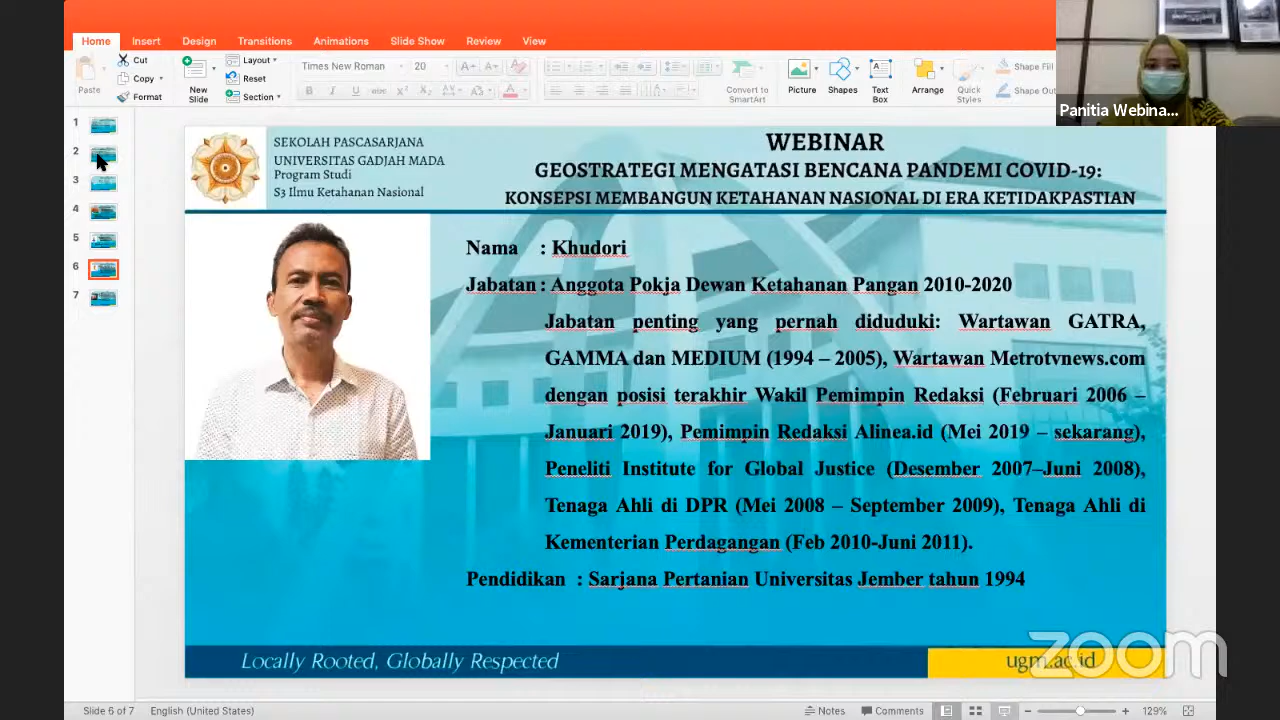 Home Insert Design Transitions Animations Slide Show Review View
Cut Layout Times New Roman 20 Shape Fill
Copy Reset
Paste Format New Slide Section Convert to SmartArt Picture Shapes Text Box Arrange Quick Styles
Panitia Webina...
1
2
3
4
5
6
7
SEKOLAH PASCASARJANA
UNIVERSITAS GADJAH MADA
Program Studi
S3 Ilmu Ketahanan Nasional
WEBINAR
GEOSTRATEGI MENGATASI BENCANA PANDEMI COVID-19:
KONSEPSI MEMBANGUN KETAHANAN NASIONAL DI ERA KETIDAKPASTIAN
Nama : Khudori
Jabatan : Anggota Pokja Dewan Ketahanan Pangan 2010-2020
Jabatan penting yang pernah diduduki: Wartawan GATRA,
GAMMA dan MEDIUM (1994 – 2005), Wartawan Metrotvnews.com
dengan posisi terakhir Wakil Pemimpin Redaksi (Februari 2006 –
Januari 2019), Pemimpin Redaksi Alinea.id (Mei 2019 – sekarang),
Peneliti Institute for Global Justice (Desember 2007–Juni 2008),
Tenaga Ahli di DPR (Mei 2008 – September 2009), Tenaga Ahli di
Kementerian Perdagangan (Feb 2010-Juni 2011).
Pendidikan : Sarjana Pertanian Universitas Jember tahun 1994
Locally Rooted, Globally Respected
ugm.ac.id
zoom
Slide 6 of 7 English (United States) Notes Comments 129%